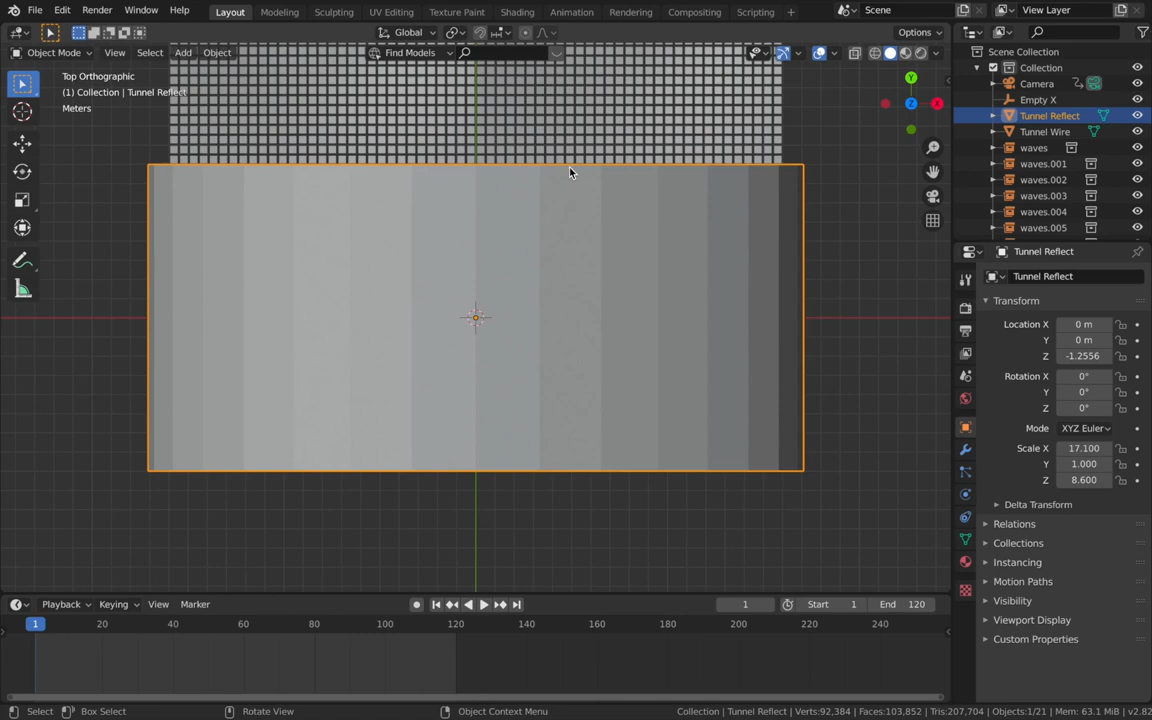 File Edit Render Window Help Layout Modeling Sculpting UV Editing Texture Paint Shading Animation Rendering Compositing Scripting + Scene View Layer
Global Options
Object Mode View Select Add Object Find Models
Top Orthographic
(1) Collection | Tunnel Reflect
Meters
Y
Z
X
Scene Collection
Collection
Camera
Empty X
Tunnel Reflect
Tunnel Wire
waves
waves.001
waves.002
waves.003
waves.004
waves.005
Tunnel Reflect
Tunnel Reflect
Transform
Location X 0 m
Y 0 m
Z -1.2556
Rotation X 0°
Y 0°
Z 0°
Mode XYZ Euler
Scale X 17.100
Y 1.000
Z 8.600
Delta Transform
Relations
Collections
Instancing
Motion Paths
Visibility
Viewport Display
Custom Properties
Playback Keying View Marker 1 Start 1 End 120
1 20 40 60 80 100 120 140 160 180 200 220 240
Select Box Select Rotate View Object Context Menu Collection | Tunnel Reflect | Verts:92,384 | Faces:103,852 | Tris:207,704 | Objects:1/21 | Mem: 63.1 MiB | v2.82